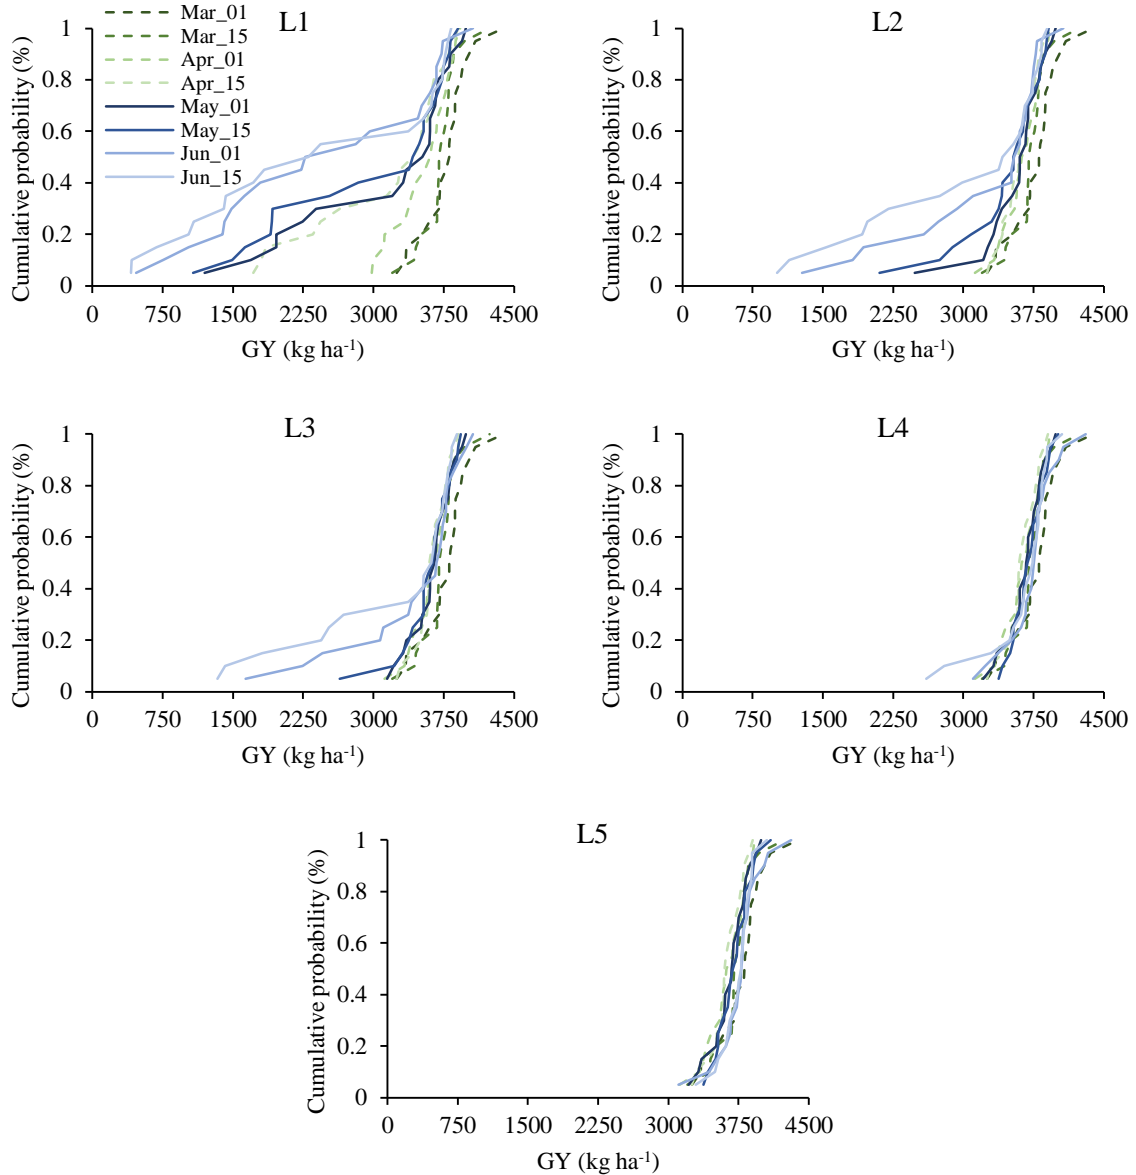 L1
Mar_01
Mar_15
Apr_01
Apr_15
May_01
May_15
Jun_01
Jun_15
Cumulative probability (%)
1
0.8
0.6
0.4
0.2
0
0 750 1500 2250 3000 3750 4500
GY (kg ha-1)
L2
Cumulative probability (%)
1
0.8
0.6
0.4
0.2
0
0 750 1500 2250 3000 3750 4500
GY (kg ha-1)
L3
Cumulative probability (%)
1
0.8
0.6
0.4
0.2
0
0 750 1500 2250 3000 3750 4500
GY (kg ha-1)
L4
Cumulative probability (%)
1
0.8
0.6
0.4
0.2
0
0 750 1500 2250 3000 3750 4500
GY (kg ha-1)
L5
Cumulative probability (%)
1
0.8
0.6
0.4
0.2
0
0 750 1500 2250 3000 3750 4500
GY (kg ha-1)